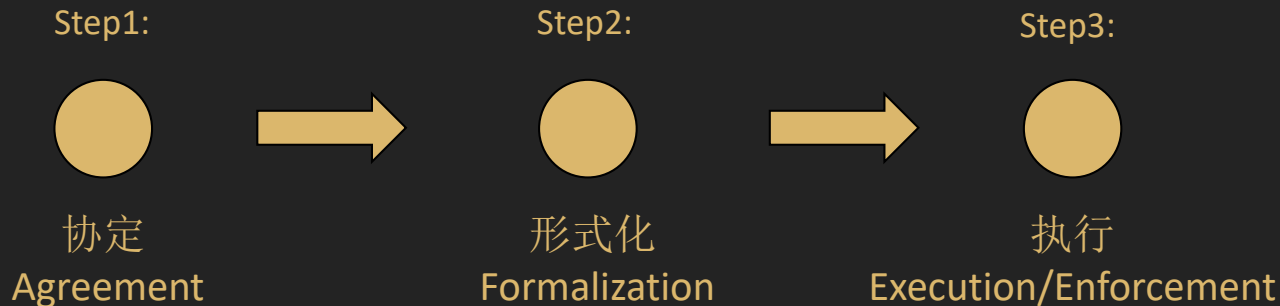 Step1:
Step2:
Step3:
协定
形式化
执行
Agreement
Formalization
Execution/Enforcement